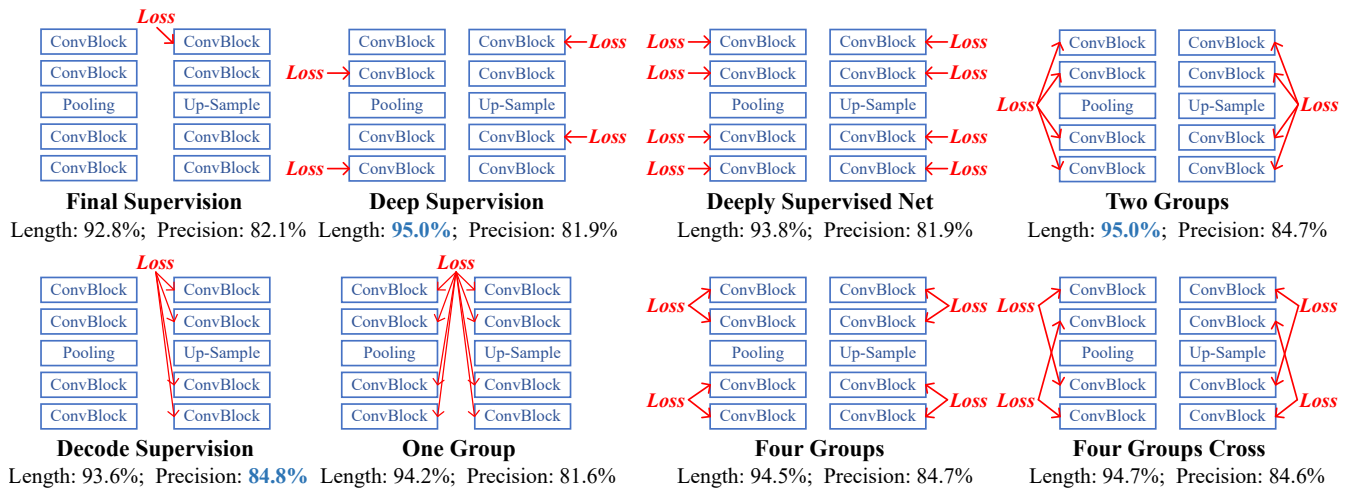 Loss
ConvBlock ConvBlock
ConvBlock ConvBlock
Pooling Up-Sample
ConvBlock ConvBlock
ConvBlock ConvBlock
Final Supervision
Length: 92.8%; Precision: 82.1%
ConvBlock ConvBlock Loss
Loss ConvBlock ConvBlock
Pooling Up-Sample
ConvBlock ConvBlock Loss
Loss ConvBlock ConvBlock
Deep Supervision
Length: 95.0%; Precision: 81.9%
Loss ConvBlock ConvBlock Loss
Loss ConvBlock ConvBlock Loss
Pooling Up-Sample
Loss ConvBlock ConvBlock Loss
Loss ConvBlock ConvBlock Loss
Deeply Supervised Net
Length: 93.8%; Precision: 81.9%
ConvBlock ConvBlock
ConvBlock ConvBlock
Loss Pooling Up-Sample Loss
ConvBlock ConvBlock
ConvBlock ConvBlock
Two Groups
Length: 95.0%; Precision: 84.7%
Loss
ConvBlock ConvBlock
ConvBlock ConvBlock
Pooling Up-Sample
ConvBlock ConvBlock
ConvBlock ConvBlock
Decode Supervision
Length: 93.6%; Precision: 84.8%
Loss
ConvBlock ConvBlock
ConvBlock ConvBlock
Pooling Up-Sample
ConvBlock ConvBlock
ConvBlock ConvBlock
One Group
Length: 94.2%; Precision: 81.6%
ConvBlock ConvBlock
Loss Loss
ConvBlock ConvBlock
Pooling Up-Sample
ConvBlock ConvBlock
Loss Loss
ConvBlock ConvBlock
Four Groups
Length: 94.5%; Precision: 84.7%
ConvBlock ConvBlock
Loss Loss
ConvBlock ConvBlock
Pooling Up-Sample
ConvBlock ConvBlock
Loss Loss
ConvBlock ConvBlock
Four Groups Cross
Length: 94.7%; Precision: 84.6%